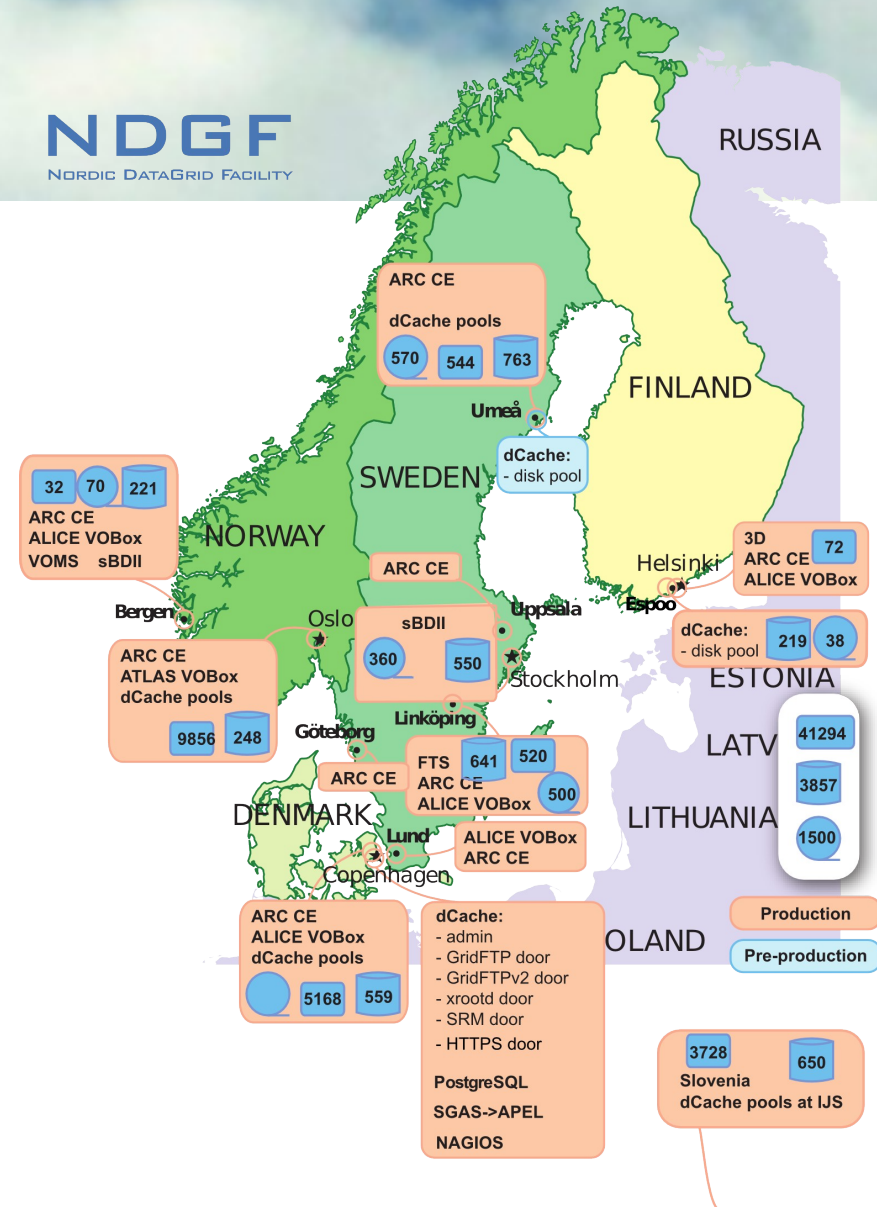 NDGF
NORDIC DATAGRID FACILITY
RUSSIA
ARC CE
dCache pools
570 544 763
FINLAND
Umeå
dCache:
- disk pool
SWEDEN
32 70 221
ARC CE
ALICE VOBox
VOMS sBDII
NORWAY
3D
72
ARC CE
ALICE VOBox
Helsinki
Espoo
ARC CE
Bergen
Oslo
Uppsala
sBDII
360 550
Stockholm
dCache:
- disk pool
219 38
ESTONIA
ARC CE
ATLAS VOBox
dCache pools
9856 248
Linköping
Göteborg
ARC CE
FTS 641 520
ARC CE
ALICE VOBox 500
LATV
41294
3857
1500
LITHUANIA
DENMARK
Lund
ALICE VOBox
ARC CE
Copenhagen
ARC CE
ALICE VOBox
dCache pools
5168 559
dCache:
- admin
- GridFTP door
- GridFTPv2 door
- xrootd door
- SRM door
- HTTPS door
PostgreSQL
SGAS->APEL
NAGIOS
OLAND
Production
Pre-production
3728 650
Slovenia
dCache pools at IJS